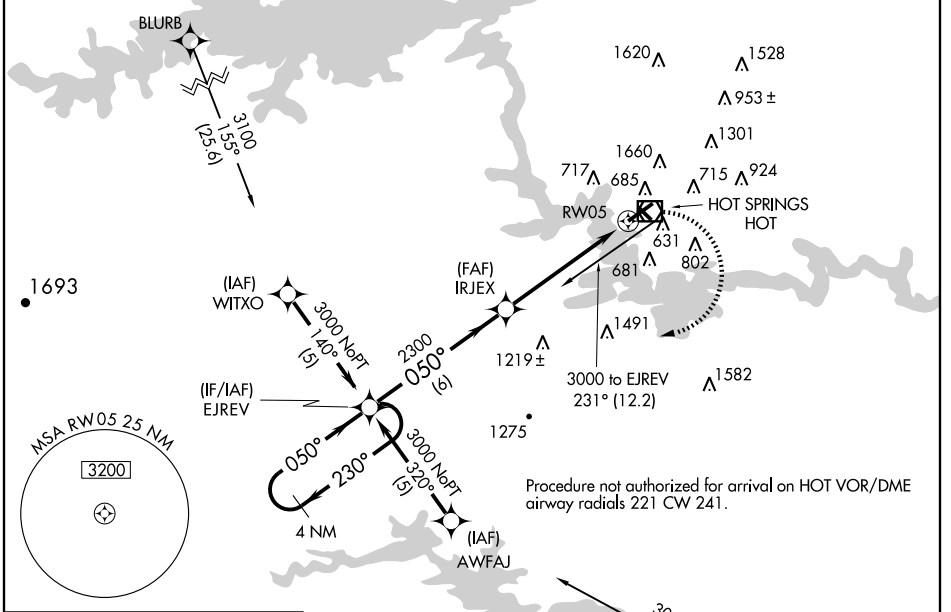 BLURB
3100
155°
(25.6)
1620
1528
953 ±
1301
1660
717
685
715
924
RW05
HOT SPRINGS
HOT
631
802
681
1693
(IAF)
WITXO
3000 NoPT
140°
(5)
(FAF)
IRJEX
2300
050°
(6)
1491
1219 ±
3000 to EJREV
231° (12.2)
1582
(IF/IAF)
EJREV
1275
MSA RW05 25 NM
3200
050°
230°
4 NM
3000 NoPT
320°
(5)
(IAF)
AWFAJ
Procedure not authorized for arrival on HOT VOR/DME
airway radials 221 CW 241.